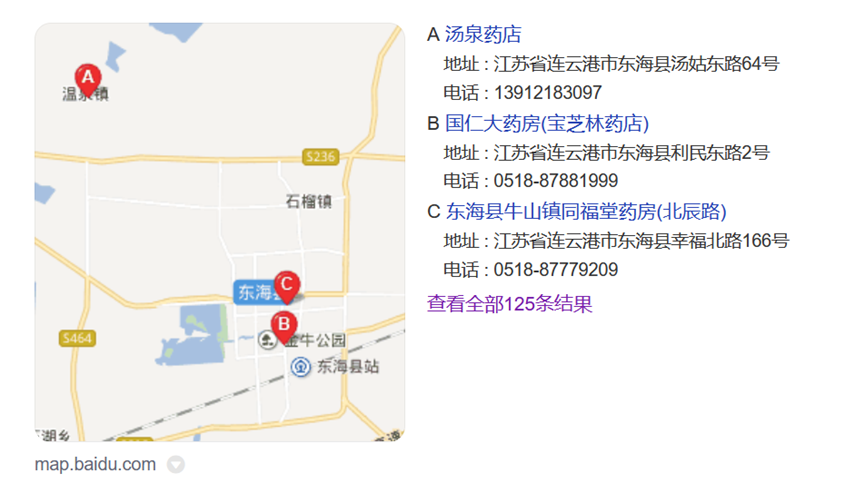 A
温泉镇
S236
石榴镇
东海县
C
B
金牛公园
S464
东海县站
湖乡
高速
map.baidu.com
A 汤泉药店
地址 : 江苏省连云港市东海县汤姑东路64号
电话 : 13912183097
B 国仁大药房(宝芝林药店)
地址 : 江苏省连云港市东海县利民东路2号
电话 : 0518-87881999
C 东海县牛山镇同福堂药房(北辰路)
地址 : 江苏省连云港市东海县幸福北路166号
电话 : 0518-87779209
查看全部125条结果